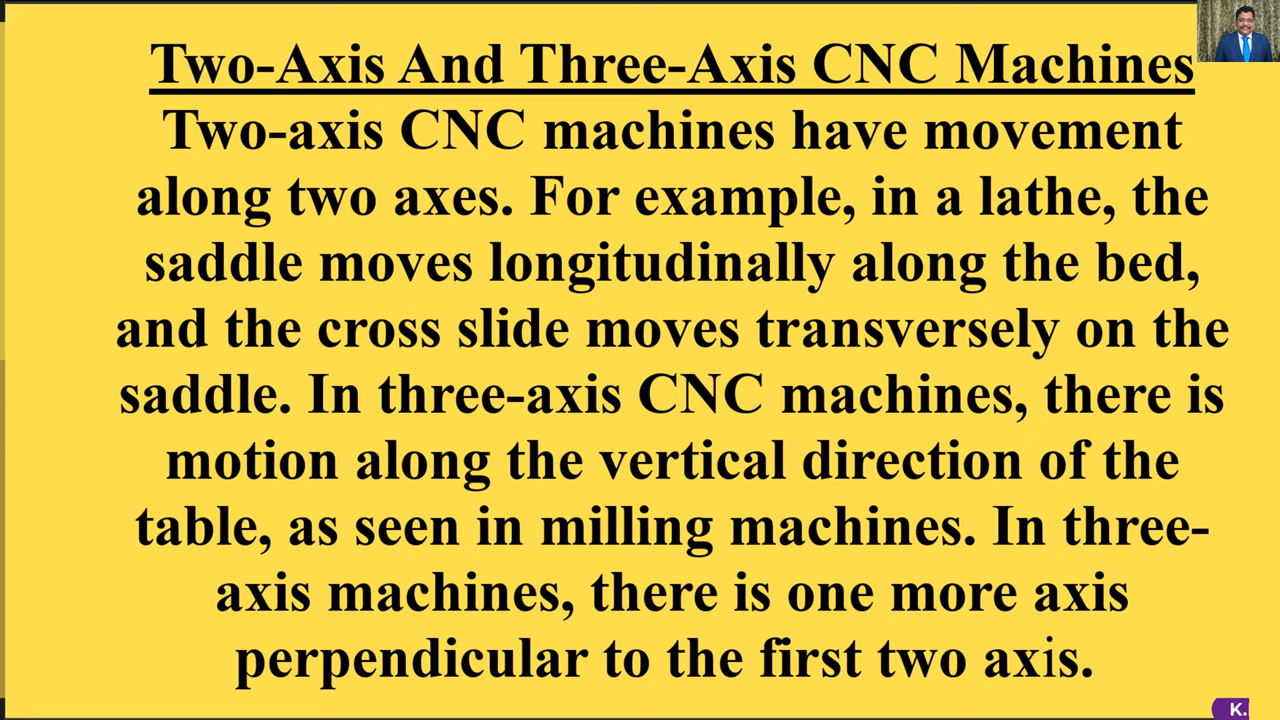 Two-Axis And Three-Axis CNC Machines
Two-axis CNC machines have movement
along two axes. For example, in a lathe, the
saddle moves longitudinally along the bed,
and the cross slide moves transversely on the
saddle. In three-axis CNC machines, there is
motion along the vertical direction of the
table, as seen in milling machines. In three-
axis machines, there is one more axis
perpendicular to the first two axis.
K.